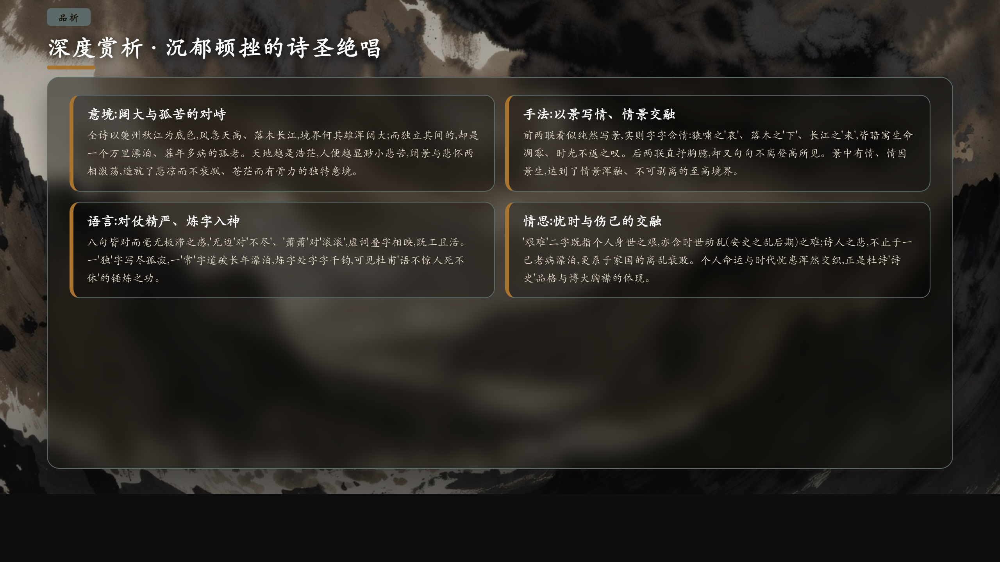 品析
深度赏析·沉郁顿挫的诗圣绝唱
意境:阔大与孤苦的对峙
全诗以夔州秋江为底色,风急天高、落木长江,境界何其雄浑阔大;而独立其间的,却是
一个万里漂泊、暮年多病的孤老。天地越是浩茫,人便越显渺小悲苦,阔景与悲怀两
相激荡,造就了悲凉而不衰飒、苍茫而有骨力的独特意境。
手法:以景写情、情景交融
前两联看似纯然写景,实则字字含情:猿啸之'哀'、落木之'下'、长江之'来',皆暗寓生命
凋零、时光不返之叹。后两联直抒胸臆,却又句句不离登高所见。景中有情、情因
景生,达到了情景浑融、不可剥离的至高境界。
语言:对仗精严、炼字入神
八句皆对而毫无板滞之感,'无边'对'不尽'、'萧萧'对'滚滚',虚词叠字相映,既工且活。
一'独'字写尽孤寂,一'常'字道破长年漂泊,炼字处字字千钧,可见杜甫'语不惊人死不
休'的锤炼之功。
情思:忧时与伤己的交融
'艰难'二字既指个人身世之艰,亦含时世动乱(安史之乱后期)之难;诗人之悲,不止于一
己老病漂泊,更系于家国的离乱衰败。个人命运与时代忧患浑然交织,正是杜诗'诗
史'品格与博大胸襟的体现。